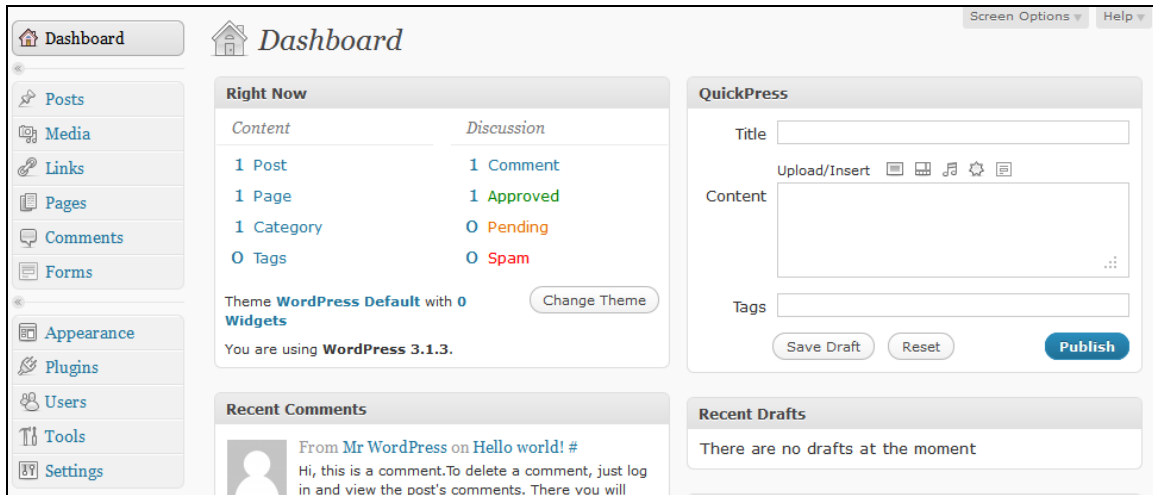 Screen Options Help
Dashboard
Posts
Media
Links
Pages
Comments
Forms
Appearance
Plugins
Users
Tools
Settings
Dashboard
Right Now
Content Discussion
1 Post 1 Comment
1 Page 1 Approved
1 Category 0 Pending
0 Tags 0 Spam
Theme WordPress Default with 0
Widgets
Change Theme
You are using WordPress 3.1.3.
Recent Comments
From Mr WordPress on Hello world! #
Hi, this is a comment.To delete a comment, just log
in and view the post's comments. There you will
QuickPress
Title
Upload/Insert
Content
Tags
Save Draft Reset Publish
Recent Drafts
There are no drafts at the moment